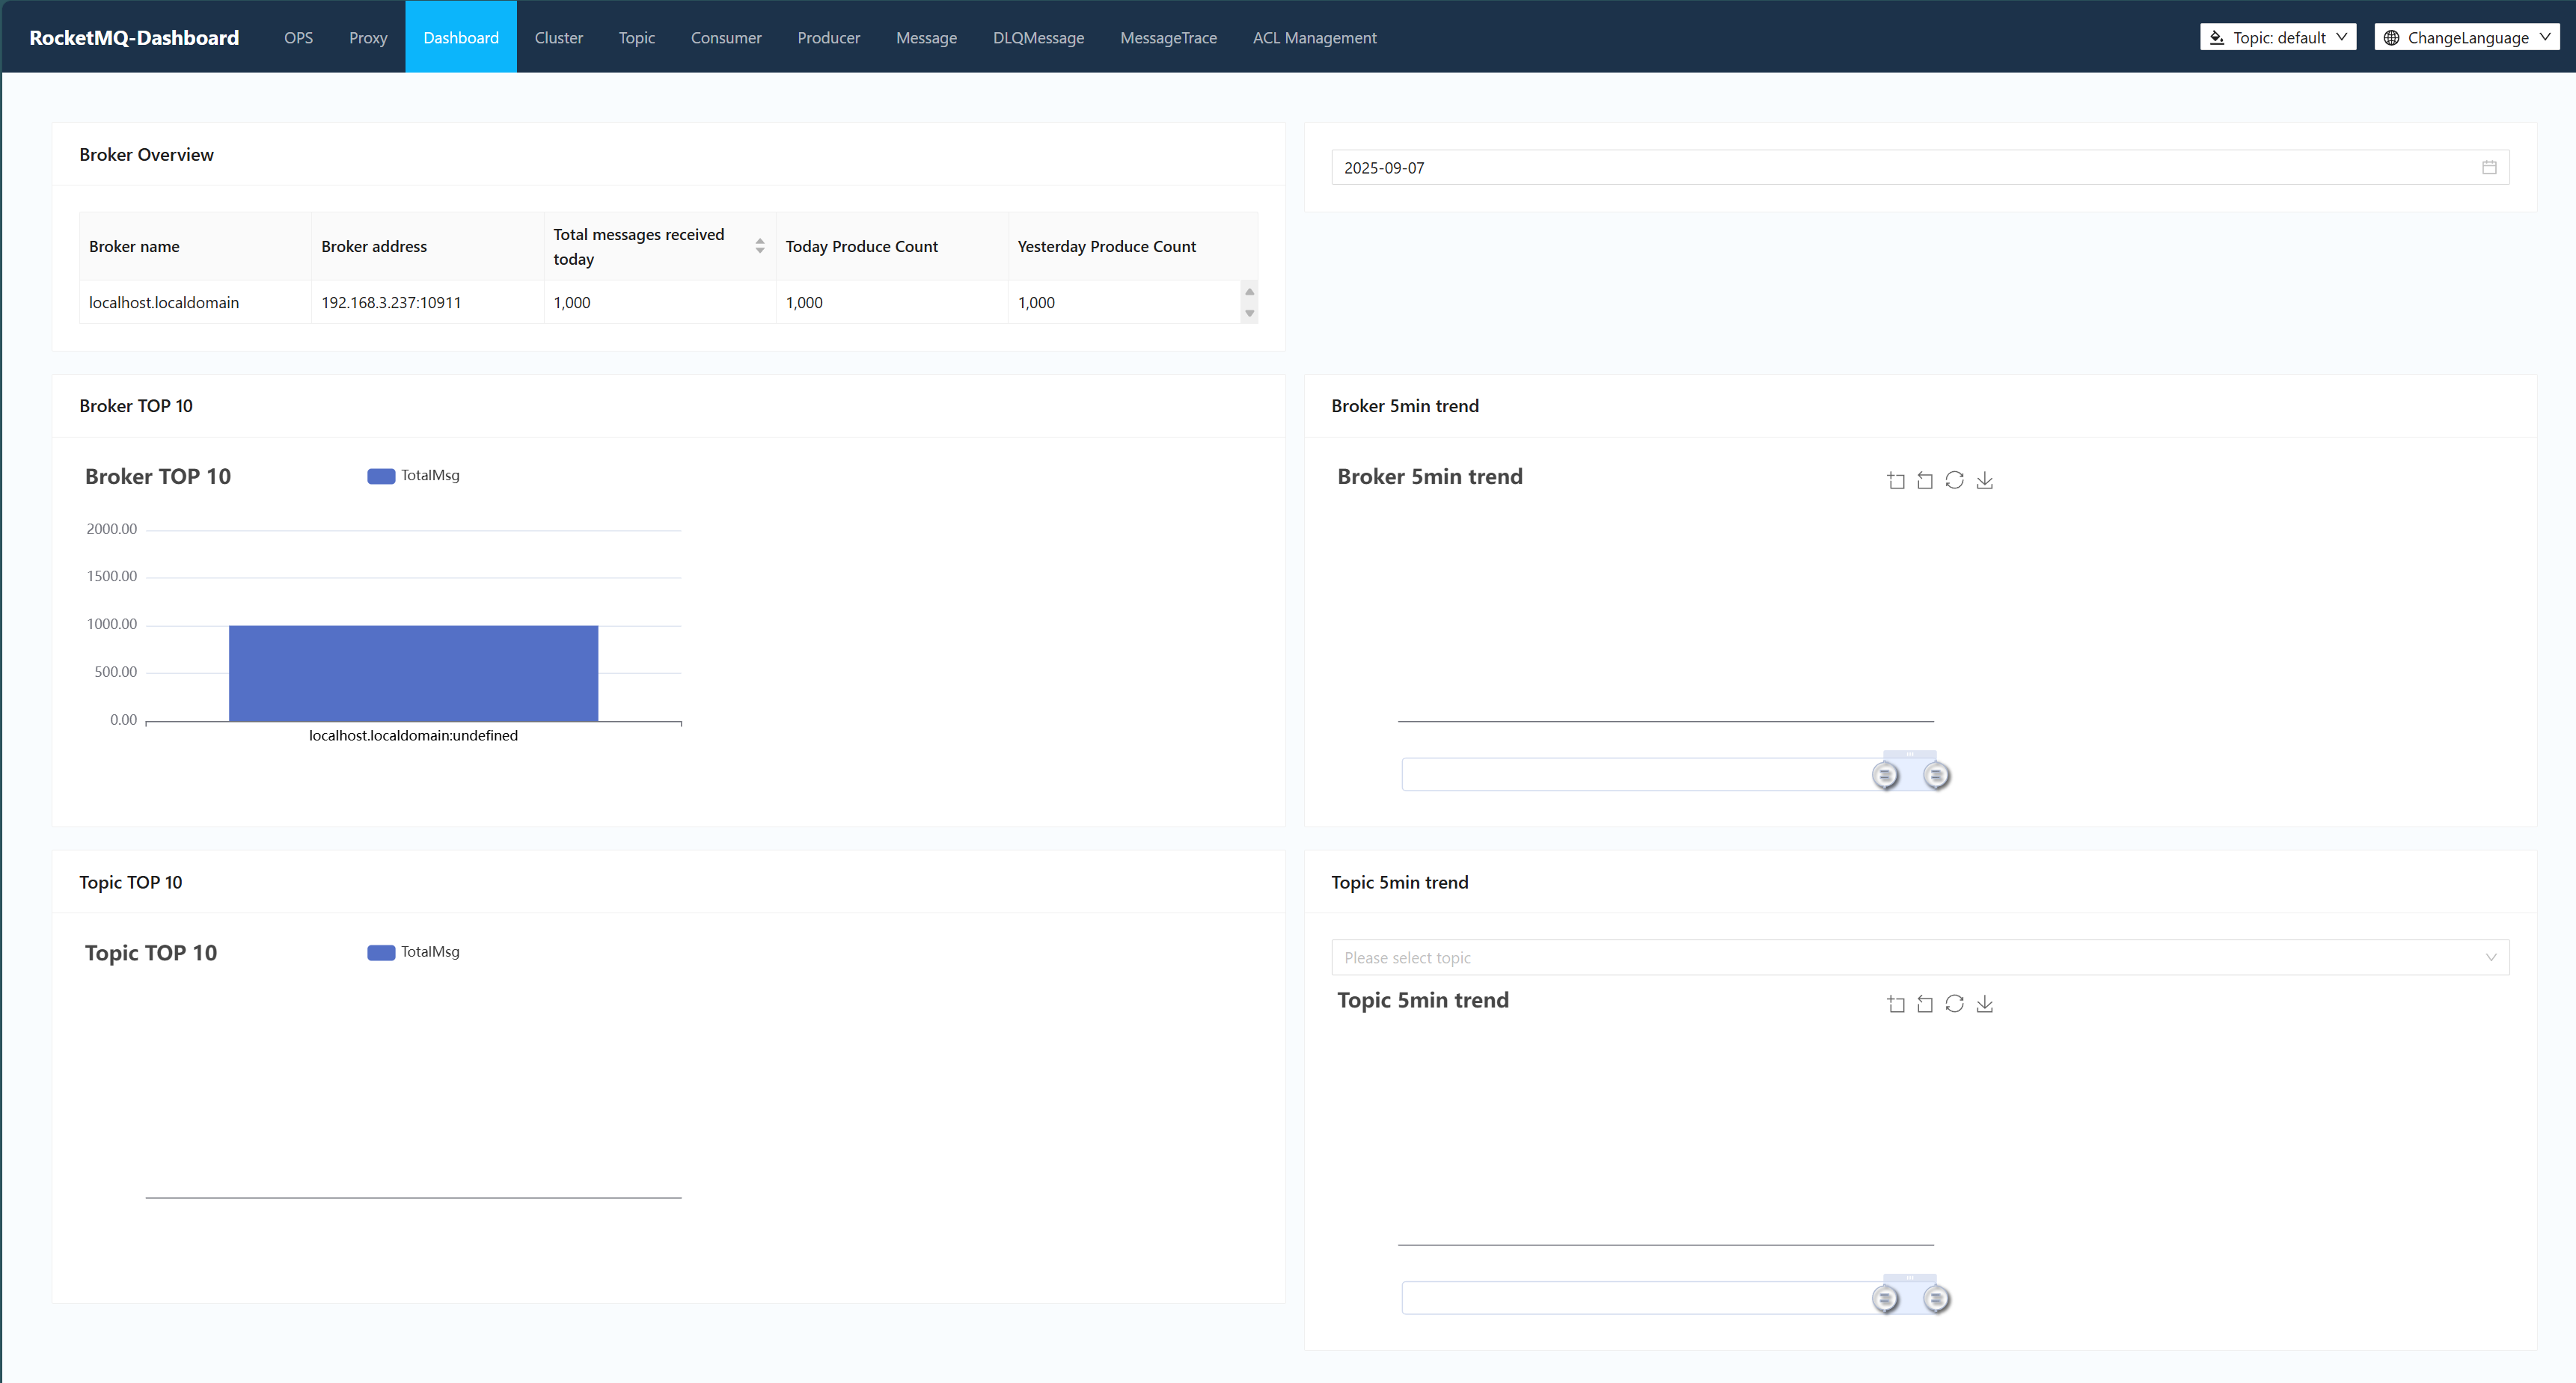 RocketMQ-Dashboard
OPS
Proxy
Dashboard
Cluster
Topic
Consumer
Producer
Message
DLQMessage
MessageTrace
ACL Management
Topic: default
ChangeLanguage
Broker Overview
2025-09-07
Broker name
Broker address
Total messages received
today
Today Produce Count
Yesterday Produce Count
localhost.localdomain
192.168.3.237:10911
1,000
1,000
1,000
Broker TOP 10
Broker TOP 10
TotalMsg
2000.00
1500.00
1000.00
500.00
0.00
localhost.localdomain:undefined
Broker 5min trend
Broker 5min trend
Topic TOP 10
Topic TOP 10
TotalMsg
Topic 5min trend
Please select topic
Topic 5min trend